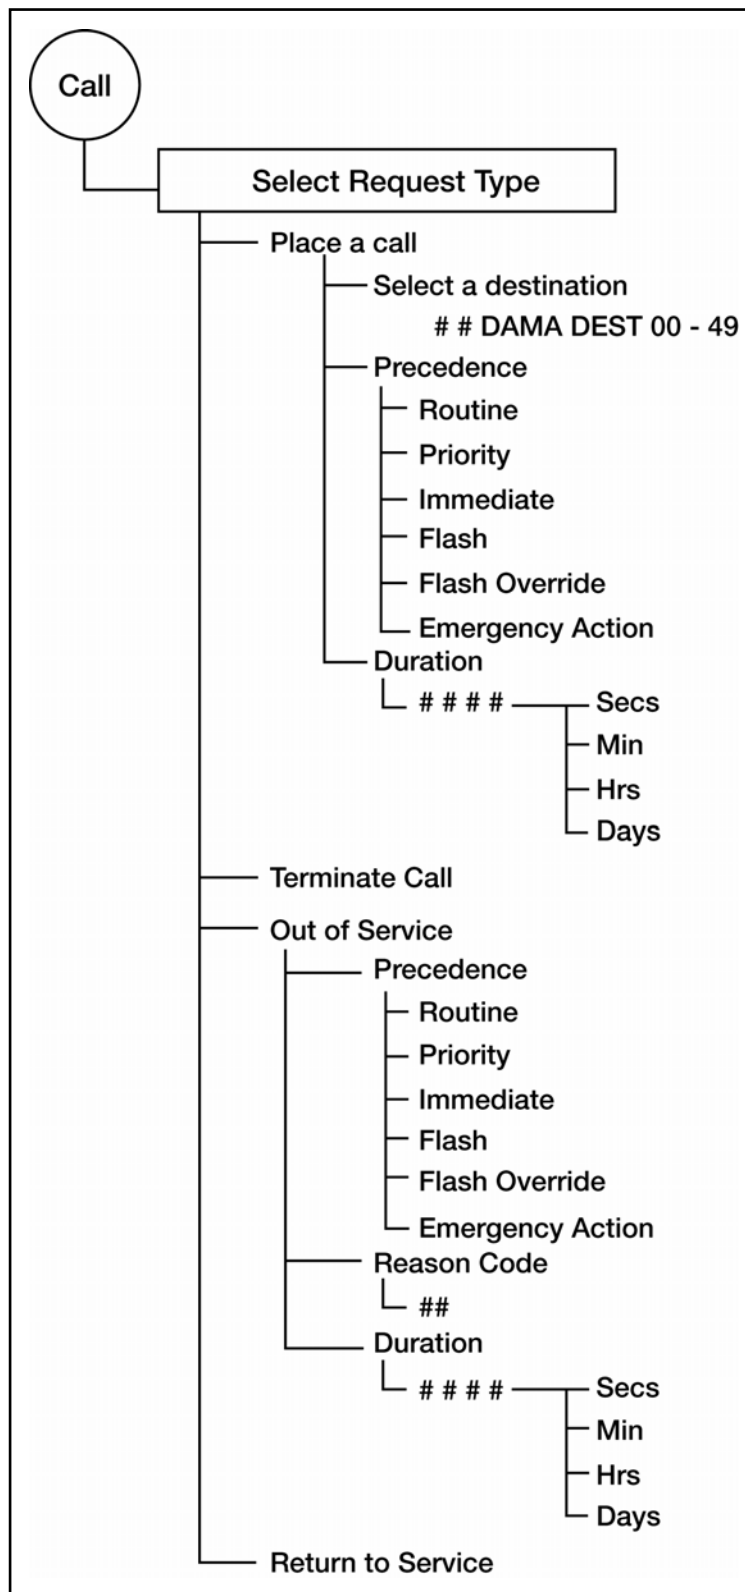 Call
Select Request Type
Place a call
Select a destination
# # DAMA DEST 00 - 49
Precedence
Routine
Priority
Immediate
Flash
Flash Override
Emergency Action
Duration
# # # # Secs
Min
Hrs
Days
Terminate Call
Out of Service
Precedence
Routine
Priority
Immediate
Flash
Flash Override
Emergency Action
Reason Code
##
Duration
# # # # Secs
Min
Hrs
Days
Return to Service